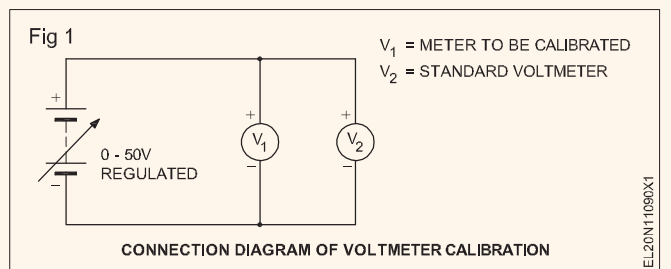 Fig 1
V1 = METER TO BE CALIBRATED
V2 = STANDARD VOLTMETER
+
+
+
V1
V2
0 - 50V
REGULATED
–
–
–
CONNECTION DIAGRAM OF VOLTMETER CALIBRATION
EL20N11090X1